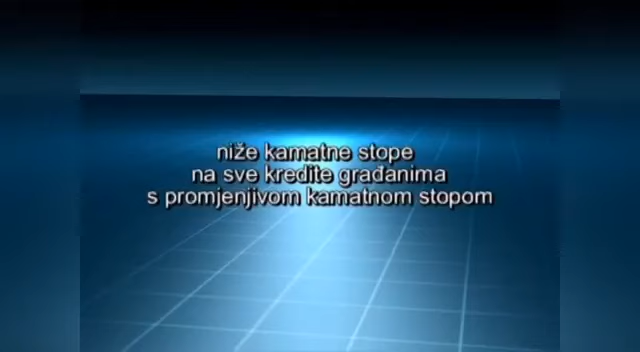 niže kamatne stope
na sve kredite građanima
s promjenjivom kamatnom stopom